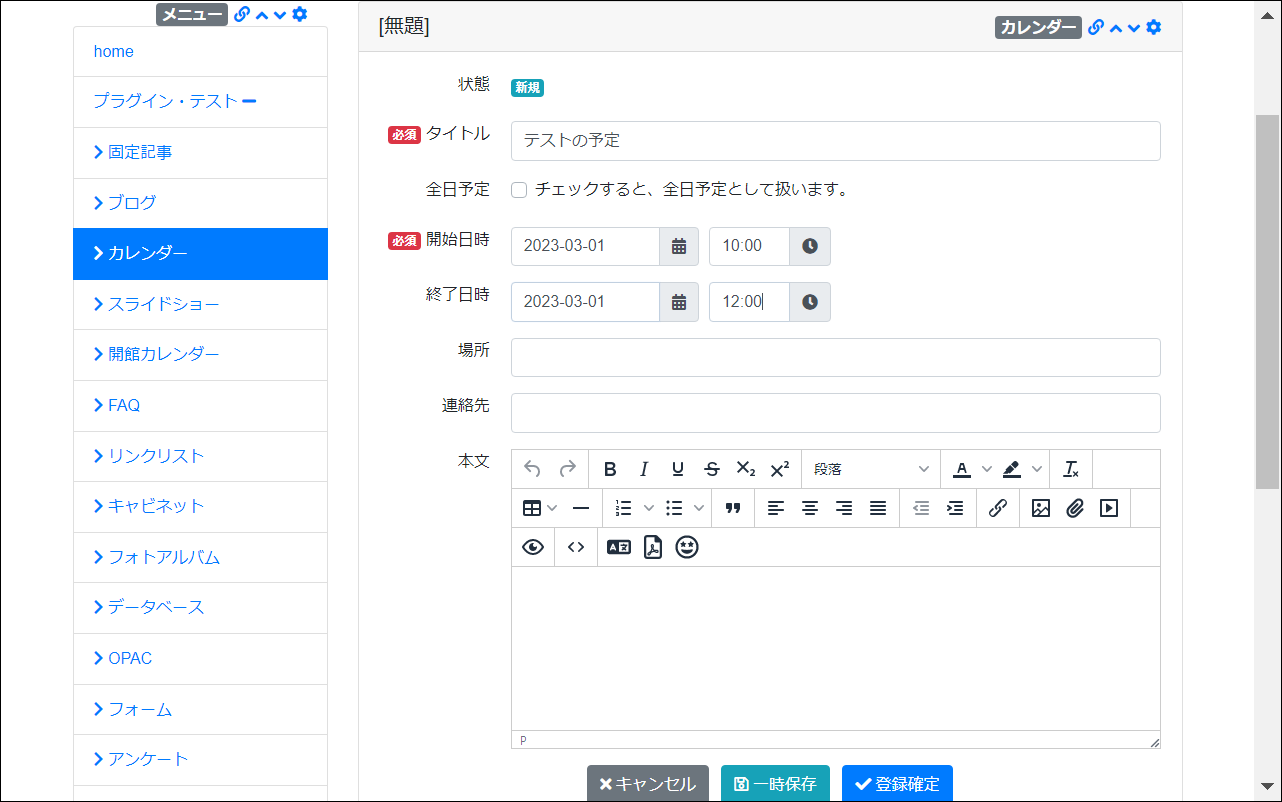 メニュー
home
プラグイン・テスト
固定記事
ブログ
カレンダー
スライドショー
開館カレンダー
FAQ
リンクリスト
キャビネット
フォトアルバム
データベース
OPAC
フォーム
アンケート
[無題]
カレンダー
状態 新規
必須 タイトル テストの予定
全日予定 チェックすると、全日予定として扱います。
必須 開始日時 2023-03-01 10:00
終了日時 2023-03-01 12:00
場所
連絡先
本文
段落
P
キャンセル 一時保存 登録確定